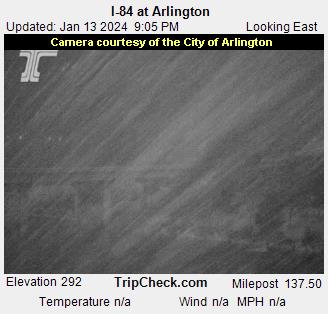 I-84 at Arlington
Updated: Jan 13 2024 9:05 PM Looking East
Camera courtesy of the City of Arlington
Elevation 292 TripCheck.com Milepost 137.50
Temperature n/a Wind n/a MPH n/a